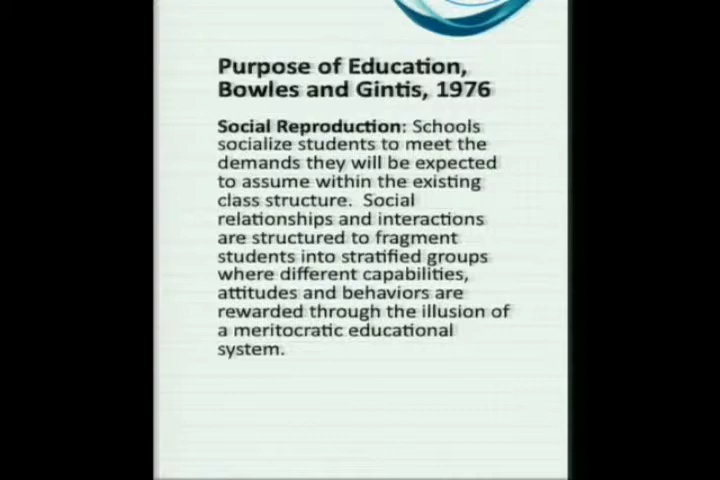 Purpose of Education,
Bowles and Gintis, 1976
Social Reproduction: Schools
socialize students to meet the
demands they will be expected
to assume within the existing
class structure. Social
relationships and interactions
are structured to fragment
students into stratified groups
where different capabilities,
attitudes and behaviors are
rewarded through the illusion of
a meritocratic educational
system.